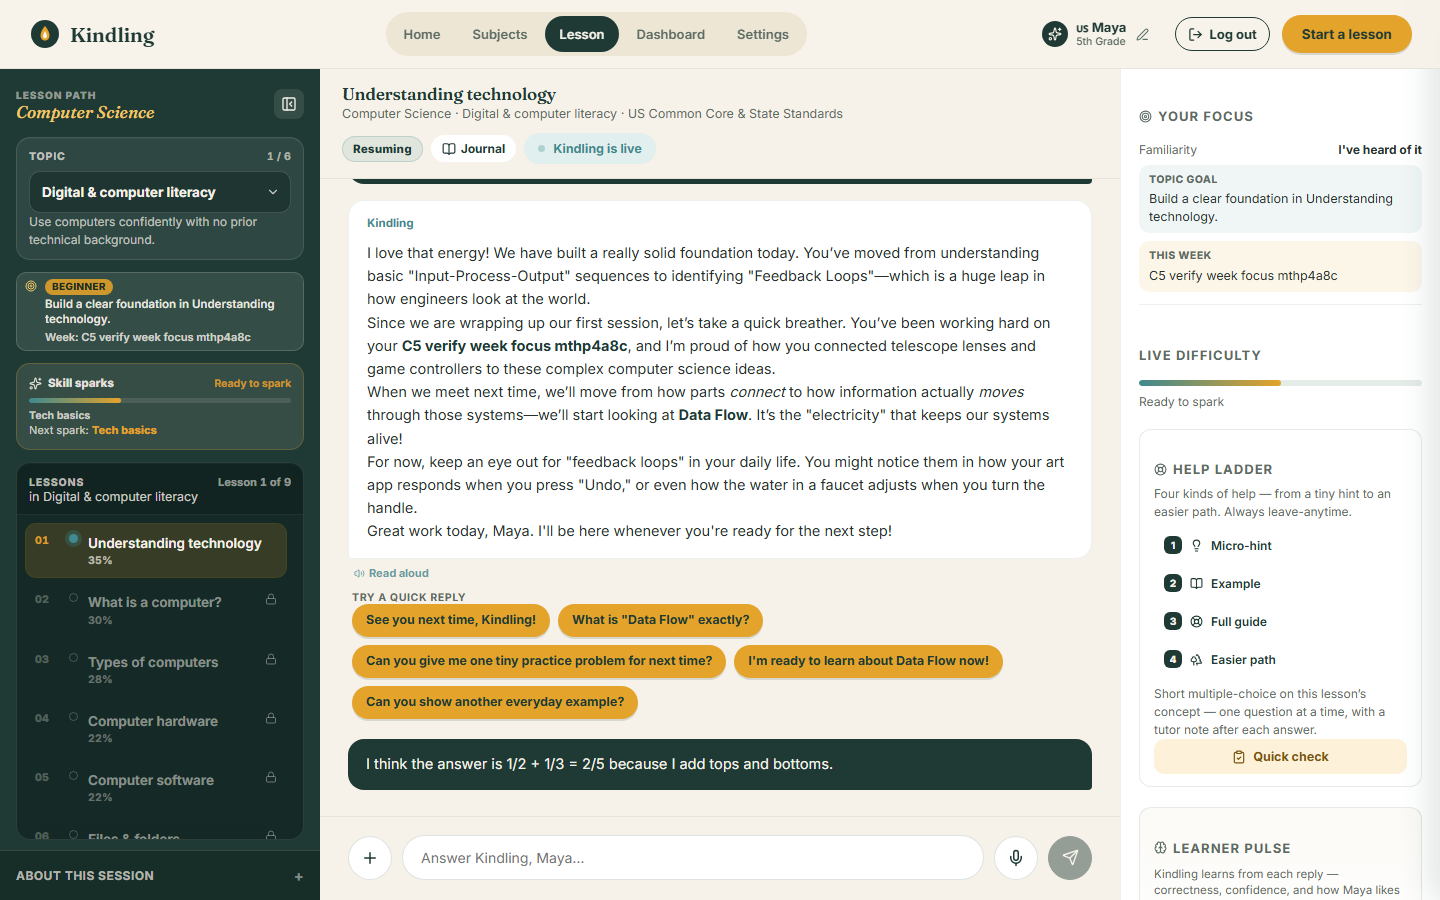 Kindling
Home
Subjects
Lesson
Dashboard
Settings
US Maya
5th Grade
Log out
Start a lesson
LESSON PATH
Computer Science
TOPIC
1 / 6
Digital & computer literacy
Use computers confidently with no prior
technical background.
BEGINNER
Build a clear foundation in Understanding
technology.
Week: C5 verify week focus mthp4a8c
Skill sparks
Ready to spark
Tech basics
Next spark: Tech basics
LESSONS
Lesson 1 of 9
in Digital & computer literacy
01
Understanding technology
35%
02
What is a computer?
30%
03
Types of computers
28%
04
Computer hardware
22%
05
Computer software
22%
06
Files & folders
ABOUT THIS SESSION
+
Understanding technology
Computer Science · Digital & computer literacy · US Common Core & State Standards
Resuming
Journal
Kindling is live
Kindling
I love that energy! We have built a really solid foundation today. You've moved from understanding
basic "Input-Process-Output" sequences to identifying "Feedback Loops"—which is a huge leap in
how engineers look at the world.
Since we are wrapping up our first session, let's take a quick breather. You've been working hard on
your C5 verify week focus mthp4a8c, and I'm proud of how you connected telescope lenses and
game controllers to these complex computer science ideas.
When we meet next time, we'll move from how parts connect to how information actually moves
through those systems—we'll start looking at Data Flow. It's the "electricity" that keeps our systems
alive!
For now, keep an eye out for "feedback loops" in your daily life. You might notice them in how your art
app responds when you press "Undo," or even how the water in a faucet adjusts when you turn the
handle.
Great work today, Maya. I'll be here whenever you're ready for the next step!
Read aloud
TRY A QUICK REPLY
See you next time, Kindling!
What is "Data Flow" exactly?
Can you give me one tiny practice problem for next time?
I'm ready to learn about Data Flow now!
Can you show another everyday example?
I think the answer is 1/2 + 1/3 = 2/5 because I add tops and bottoms.
Answer Kindling, Maya...
YOUR FOCUS
Familiarity
I've heard of it
TOPIC GOAL
Build a clear foundation in Understanding
technology.
THIS WEEK
C5 verify week focus mthp4a8c
LIVE DIFFICULTY
Ready to spark
HELP LADDER
Four kinds of help — from a tiny hint to an
easier path. Always leave-anytime.
1
Micro-hint
2
Example
3
Full guide
4
Easier path
Short multiple-choice on this lesson's
concept — one question at a time, with a
tutor note after each answer.
Quick check
LEARNER PULSE
Kindling learns from each reply —
correctness, confidence, and how Maya likes